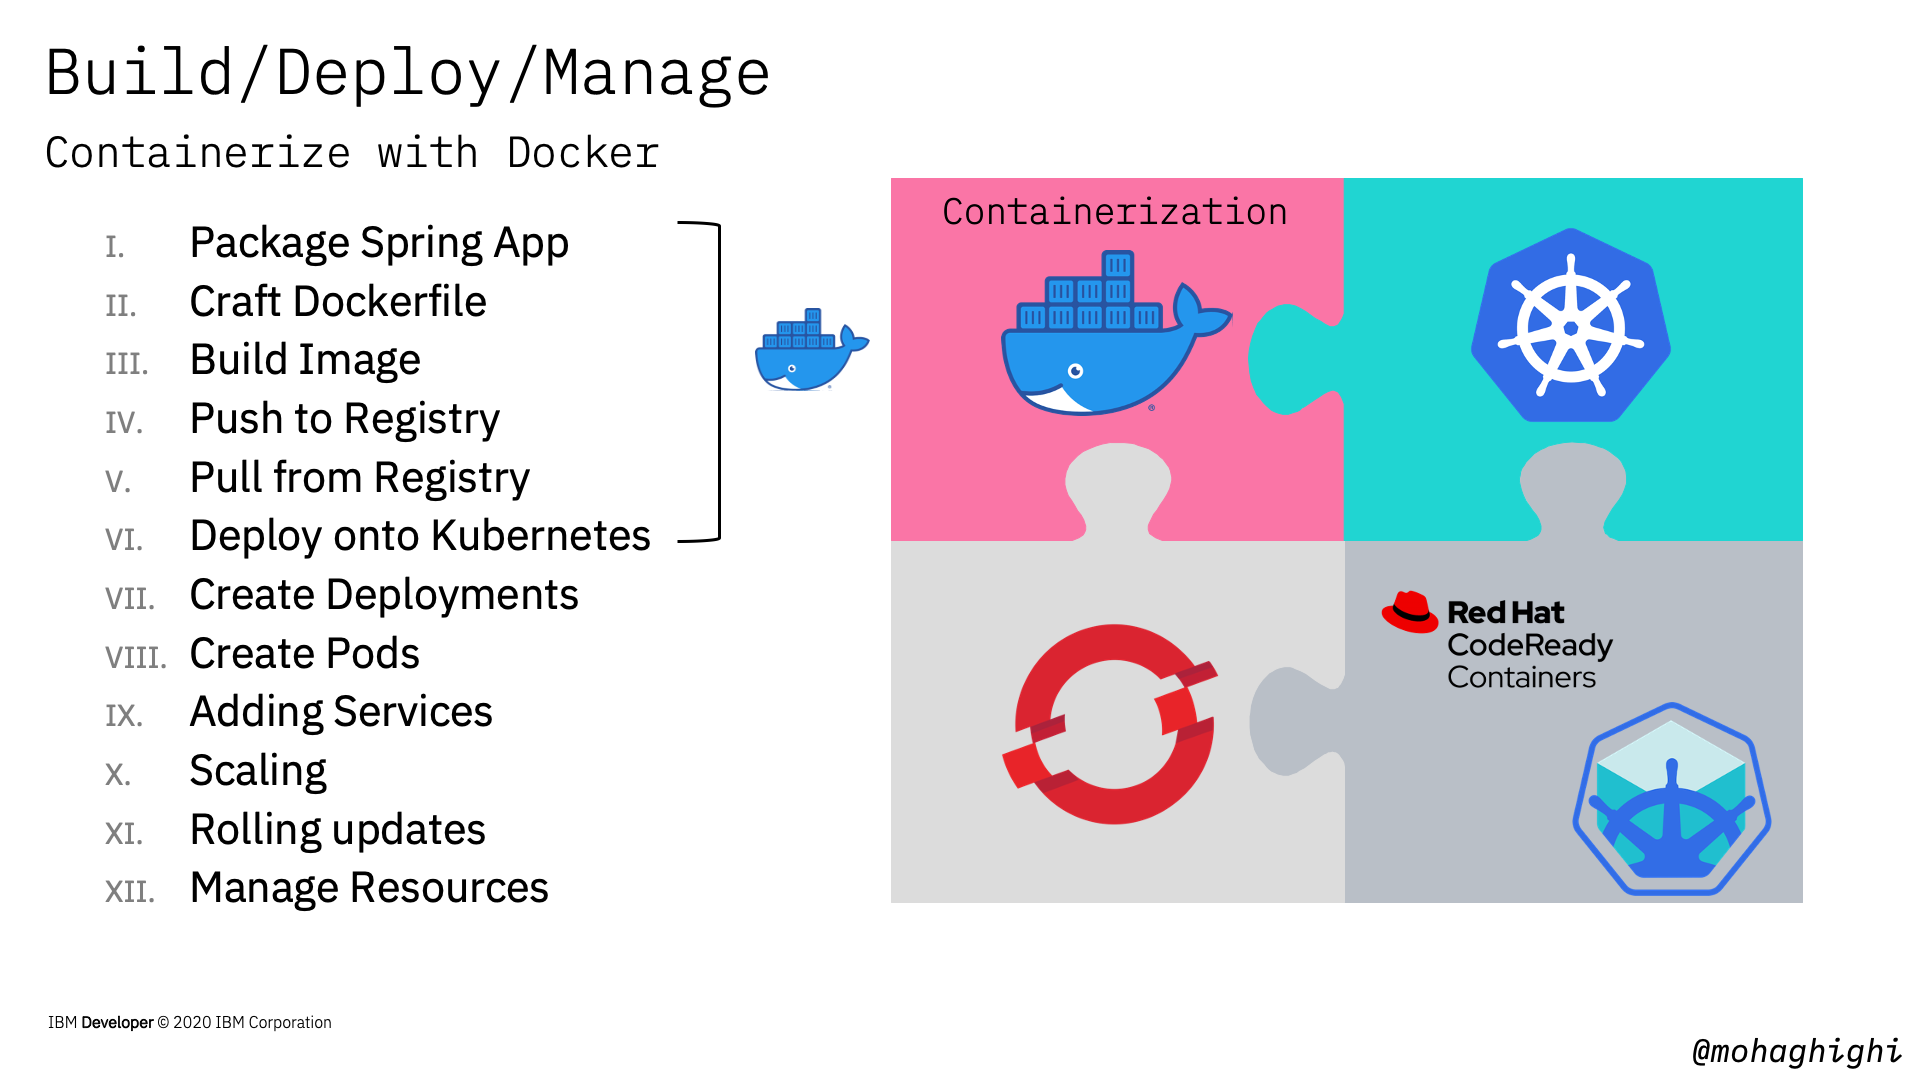 Build/Deploy/Manage
Containerize with Docker
I. Package Spring App
II. Craft Dockerfile
III. Build Image
IV. Push to Registry
V. Pull from Registry
VI. Deploy onto Kubernetes
VII. Create Deployments
VIII. Create Pods
IX. Adding Services
X. Scaling
XI. Rolling updates
XII. Manage Resources
Containerization
®
Red Hat
CodeReady
Containers
IBM Developer © 2020 IBM Corporation
@mohaghighi